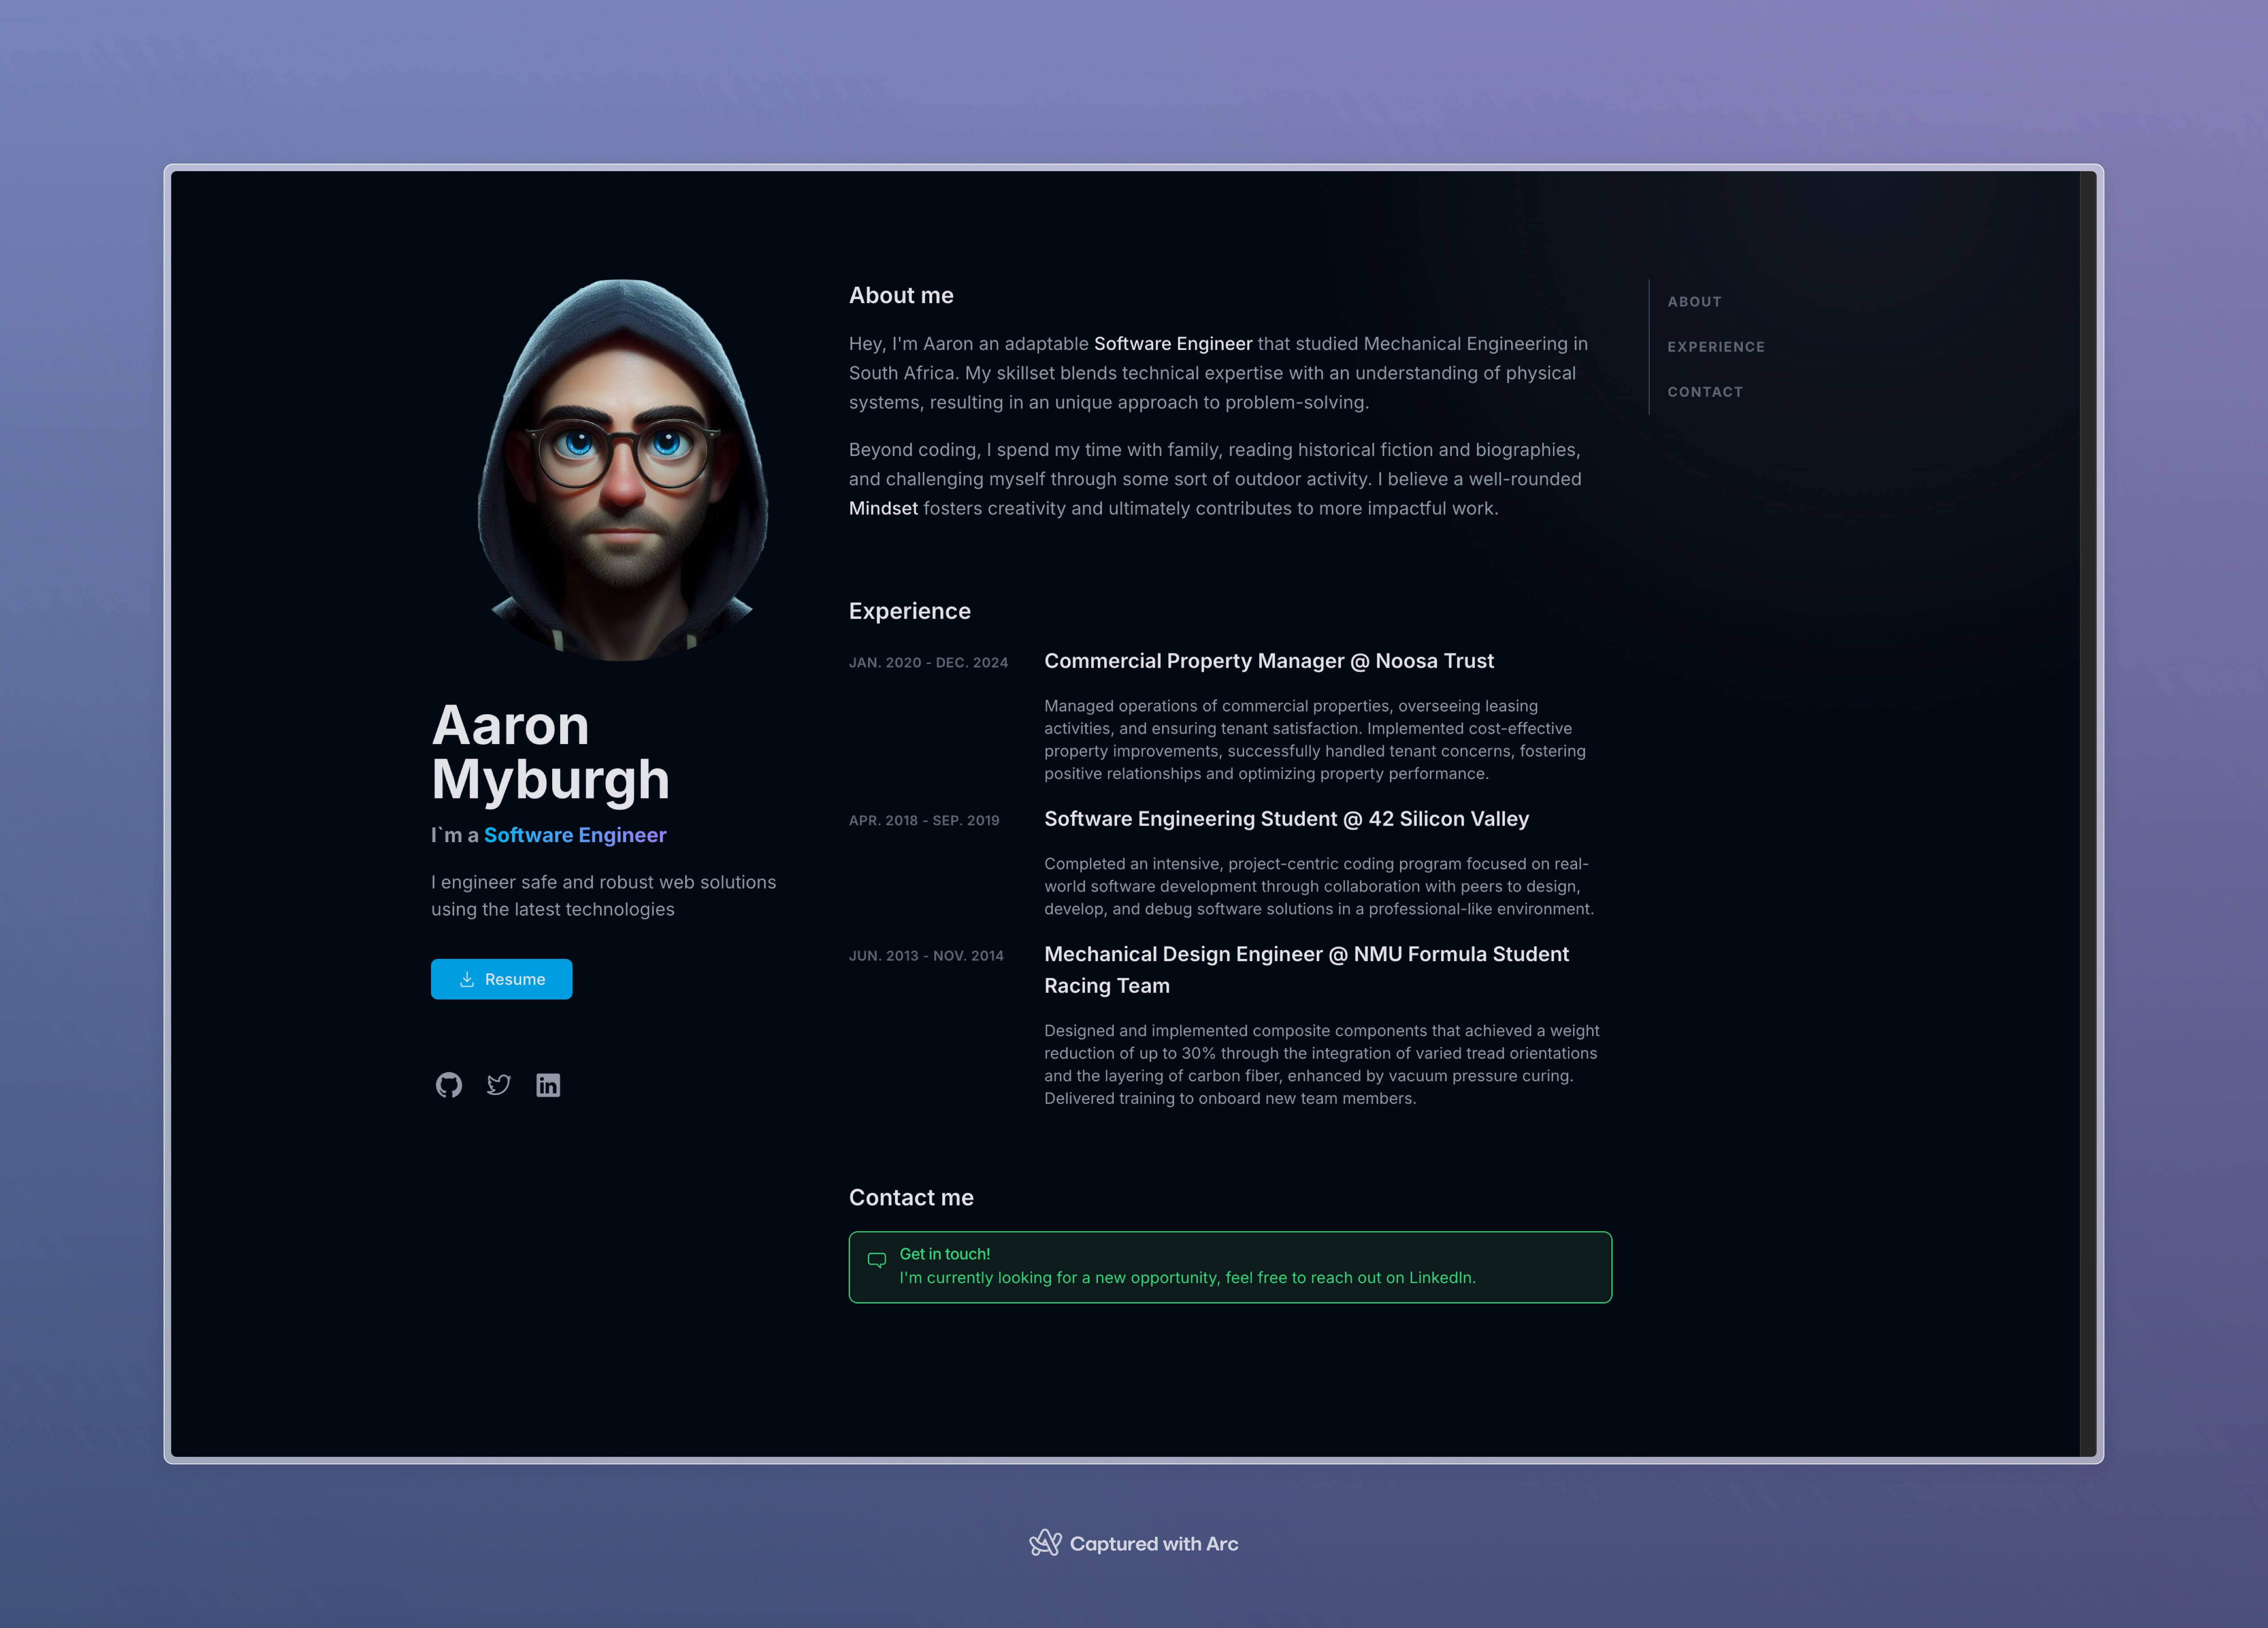 Aaron
Myburgh
I`m a Software Engineer
I engineer safe and robust web solutions
using the latest technologies
Resume
in
About me
Hey, I'm Aaron an adaptable Software Engineer that studied Mechanical Engineering in
South Africa. My skillset blends technical expertise with an understanding of physical
systems, resulting in an unique approach to problem-solving.
Beyond coding, I spend my time with family, reading historical fiction and biographies,
and challenging myself through some sort of outdoor activity. I believe a well-rounded
Mindset fosters creativity and ultimately contributes to more impactful work.
Experience
JAN. 2020 - DEC. 2024
Commercial Property Manager @ Noosa Trust
Managed operations of commercial properties, overseeing leasing
activities, and ensuring tenant satisfaction. Implemented cost-effective
property improvements, successfully handled tenant concerns, fostering
positive relationships and optimizing property performance.
APR. 2018 - SEP. 2019
Software Engineering Student @ 42 Silicon Valley
Completed an intensive, project-centric coding program focused on real-
world software development through collaboration with peers to design,
develop, and debug software solutions in a professional-like environment.
JUN. 2013 - NOV. 2014
Mechanical Design Engineer @ NMU Formula Student
Racing Team
Designed and implemented composite components that achieved a weight
reduction of up to 30% through the integration of varied tread orientations
and the layering of carbon fiber, enhanced by vacuum pressure curing.
Delivered training to onboard new team members.
Contact me
Get in touch!
I'm currently looking for a new opportunity, feel free to reach out on LinkedIn.
ABOUT
EXPERIENCE
CONTACT
Captured with Arc